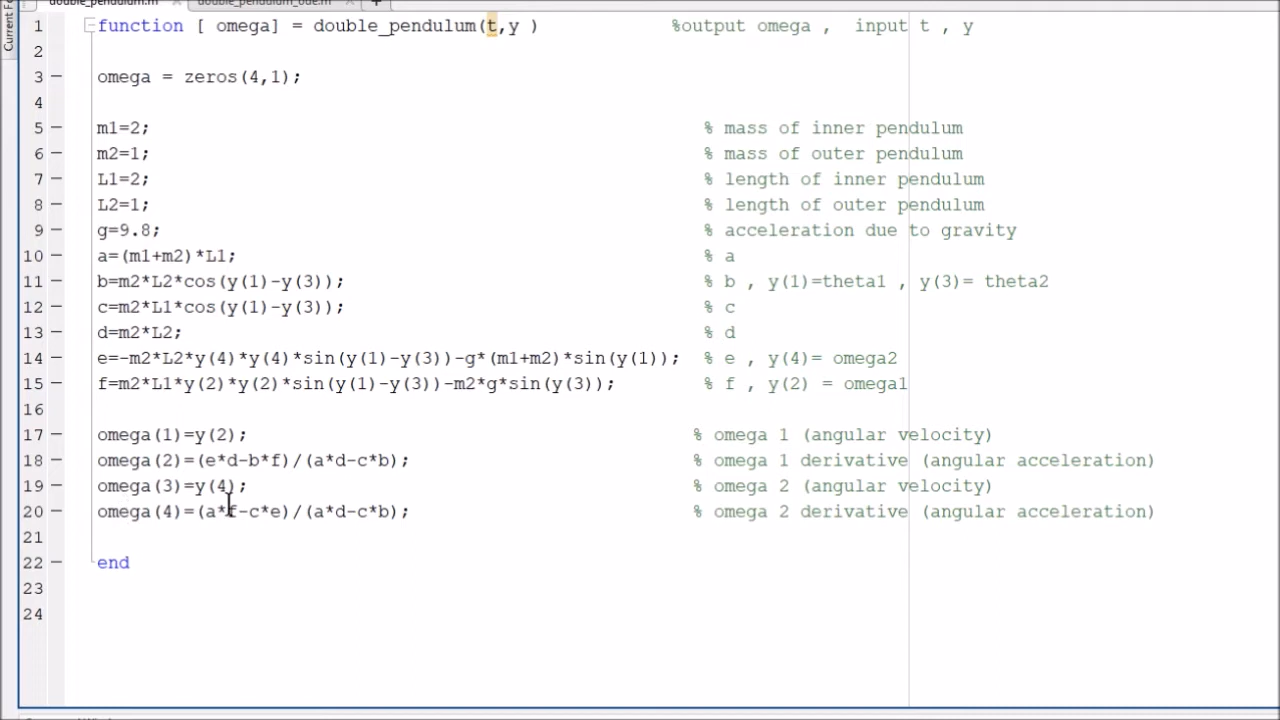 double_pendulum.m double_pendulum_ode.m +
Current Fo
1 function [ omega] = double_pendulum(t,y ) %output omega , input t , y
2
3 omega = zeros(4,1);
4
5 m1=2; % mass of inner pendulum
6 m2=1; % mass of outer pendulum
7 L1=2; % length of inner pendulum
8 L2=1; % length of outer pendulum
9 g=9.8; % acceleration due to gravity
10 a=(m1+m2)*L1; % a
11 b=m2*L2*cos(y(1)-y(3)); % b , y(1)=theta1 , y(3)= theta2
12 c=m2*L1*cos(y(1)-y(3)); % c
13 d=m2*L2; % d
14 e=-m2*L2*y(4)*y(4)*sin(y(1)-y(3))-g*(m1+m2)*sin(y(1)); % e , y(4)= omega2
15 f=m2*L1*y(2)*y(2)*sin(y(1)-y(3))-m2*g*sin(y(3)); % f , y(2) = omega1
16
17 omega(1)=y(2); % omega 1 (angular velocity)
18 omega(2)=(e*d-b*f)/(a*d-c*b); % omega 1 derivative (angular acceleration)
19 omega(3)=y(4); % omega 2 (angular velocity)
20 omega(4)=(a*f-c*e)/(a*d-c*b); % omega 2 derivative (angular acceleration)
21
22 end
23
24